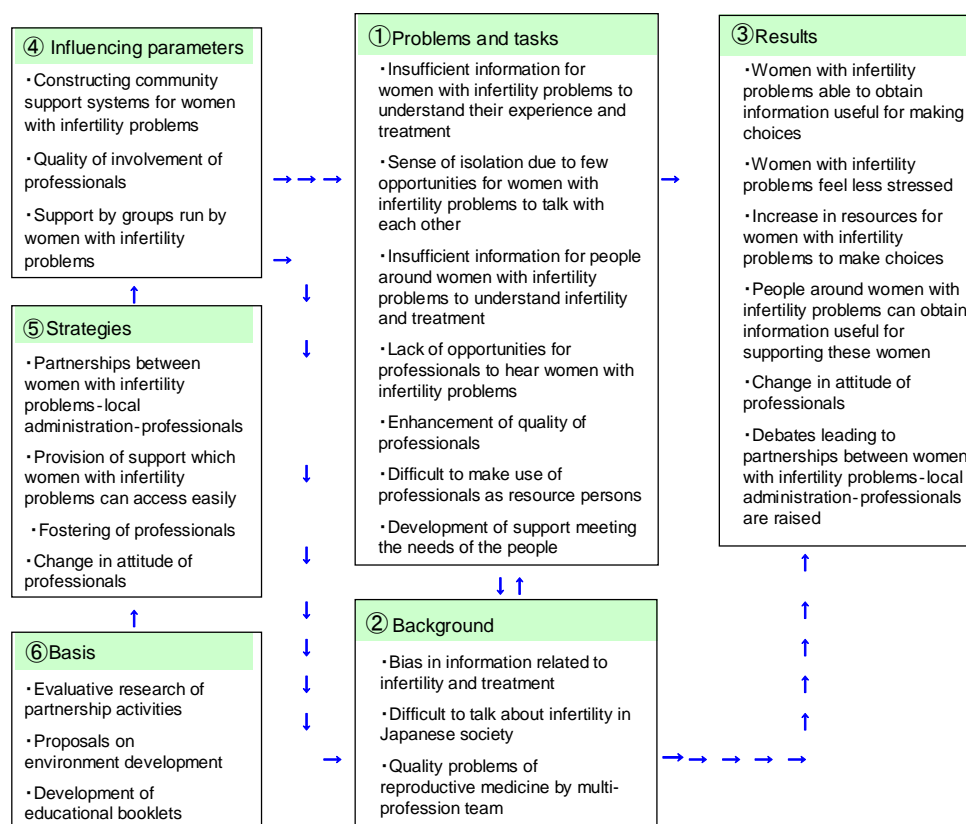 ④ Influencing parameters
・Constructing community
support systems for women
with infertility problems
・Quality of involvement of
professionals
・Support by groups run by
women with infertility
problems
⑤Strategies
・Partnerships between
women with infertility
problems-local
administration-professionals
・Provision of support which
women with infertility
problems can access easily
・Fostering of professionals
・Change in attitude of
professionals
⑥Basis
・Evaluative research of
partnership activities
・Proposals on
environment development
・Development of
educational booklets
①Problems and tasks
・Insufficient information for
women with infertility problems to
understand their experience and
treatment
・Sense of isolation due to few
opportunities for women with
infertility problems to talk with
each other
・Insufficient information for people
around women with infertility
problems to understand infertility
and treatment
・Lack of opportunities for
professionals to hear women with
infertility problems
・Enhancement of quality of
professionals
・Difficult to make use of
professionals as resource persons
・Development of support meeting
the needs of the people
② Background
・Bias in information related to
infertility and treatment
・Difficult to talk about infertility in
Japanese society
・Quality problems of
reproductive medicine by multi-
profession team
③Results
・Women with infertility
problems able to obtain
information useful for making
choices
・Women with infertility
problems feel less stressed
・Increase in resources for
women with infertility
problems to make choices
・People around women with
infertility problems can obtain
information useful for
supporting these women
・Change in attitude of
professionals
・Debates leading to
partnerships between women
with infertility problems-local
administration-professionals
are raised